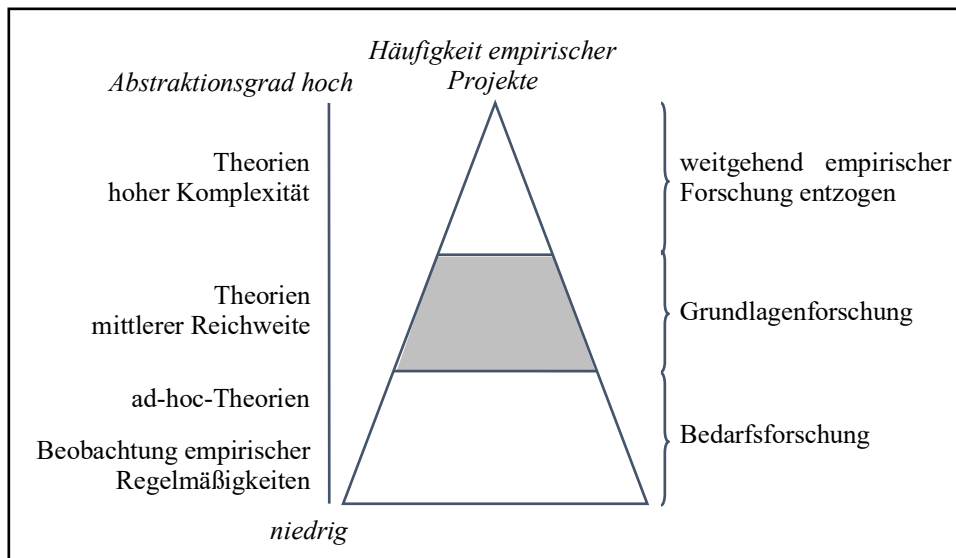 Häufigkeit empirischer
Projekte
Abstraktionsgrad hoch
Theorien
hoher Komplexität
weitgehend empirischer
Forschung entzogen
Theorien
mittlerer Reichweite
Grundlagenforschung
ad-hoc-Theorien
Beobachtung empirischer
Regelmäßigkeiten
Bedarfsforschung
niedrig